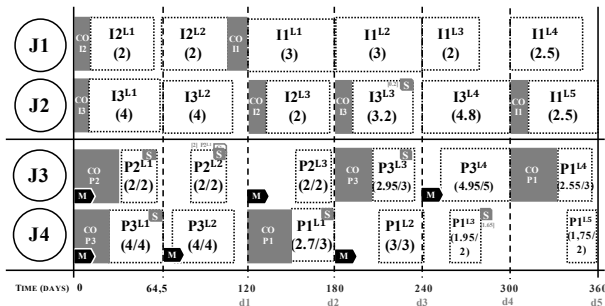 J1
CO
I2
I2L1
(2)
I2L2
(2)
CO
I1
I1L1
(3)
I1L2
(3)
I1L3
(2)
I1L4
(2.5)
J2
CO
I3
I3L1
(4)
I3L2
(4)
CO
I2
I2L3
(2)
CO
I3
I3L3
(3.2)
S
I3L4
(4.8)
CO
I1
I1L5
(2.5)
J3
CO
P2
M
P2L1
(2/2)
S
P2L2
(2/2)
S
P2L3
(2/2)
M
CO
P3
P3L3
(2.95/3)
S
M
P3L4
(4.95/5)
CO
P1
P1L4
(2.55/3)
J4
CO
P3
M
P3L1
(4/4)
S
M
P3L2
(4/4)
CO
P1
P1L1
(2.7/3)
S
M
P1L2
(3/3)
P1L3
(1.95/
2)
S
P1L5
(1,75/
2)
TIME (DAYS)
0
64,5
120
180
240
300
360
d1
d2
d3
d4
d5